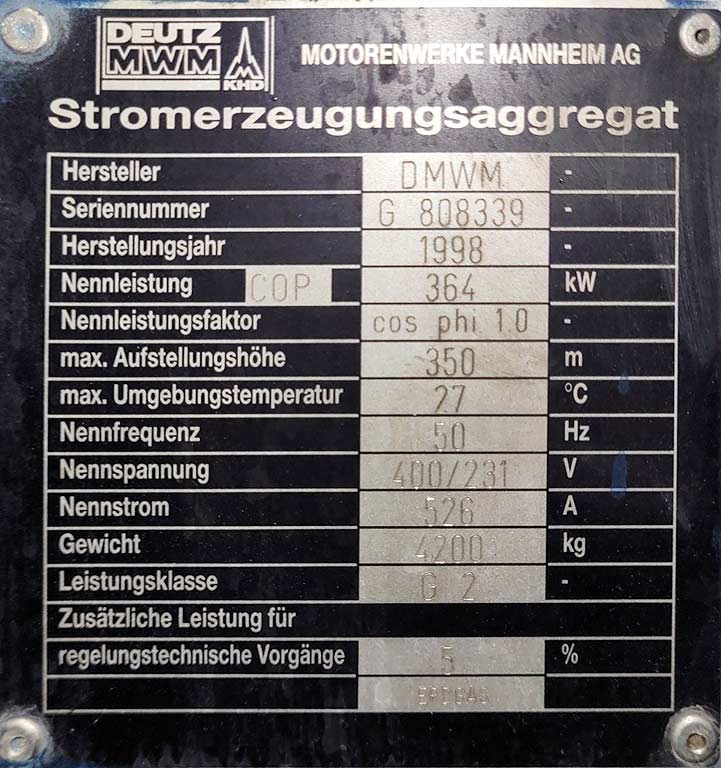 DEUTZ
MWM KHD
MOTORENWERKE MANNHEIM AG
Stromerzeugungsaggregat
Hersteller DMWM -
Seriennummer G 808339 -
Herstellungsjahr 1998 -
Nennleistung COP 364 kW
Nennleistungsfaktor cos phi 1.0 -
max. Aufstellungshöhe 350 m
max. Umgebungstemperatur 27 °C
Nennfrequenz 50 Hz
Nennspannung 400/231 V
Nennstrom 526 A
Gewicht 4200 kg
Leistungsklasse G 2 -
Zusätzliche Leistung für
regelungstechnische Vorgänge 5 %
ERDGAS